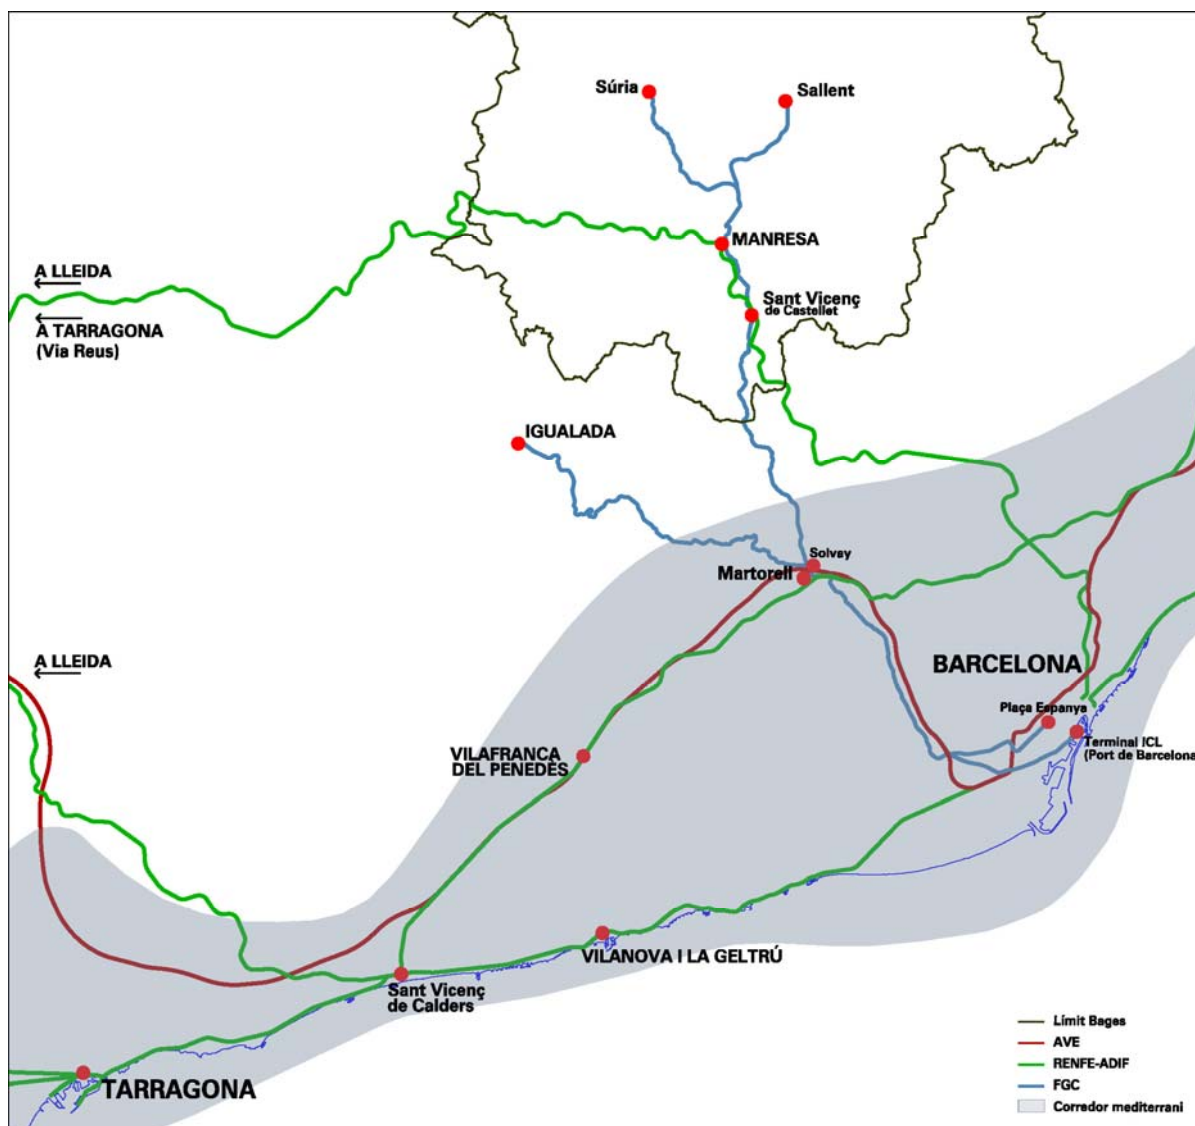 Súria
Sallent
MANRESA
A LLEIDA
Sant Vicenç
de Castellet
A TARRAGONA
(Via Reus)
IGUALADA
Solvay
Martorell
A LLEIDA
BARCELONA
Plaça Espanya
Terminal ICL
(Port de Barcelona
VILAFRANCA
DEL PENEDÈS
VILANOVA I LA GELTRÚ
Sant Vicenç
de Calders
TARRAGONA
Límit Bages
AVE
RENFE-ADIF
FGC
Corredor mediterrani